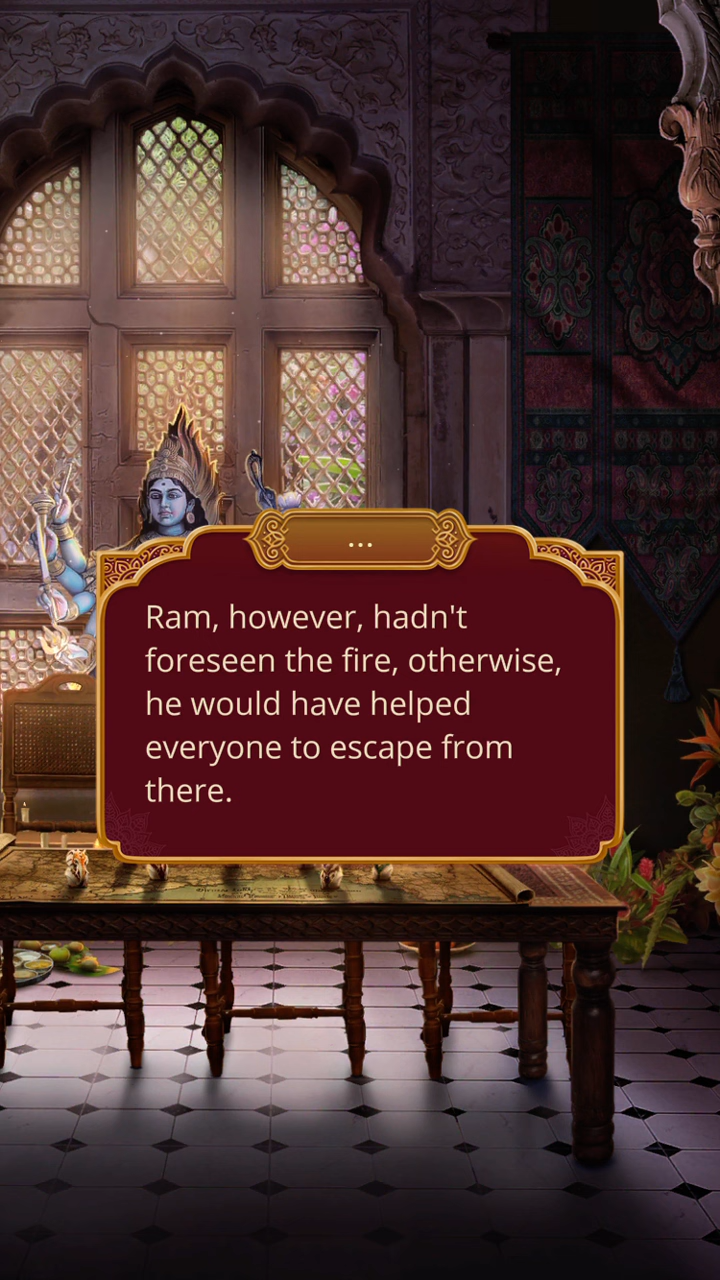 ...
Ram, however, hadn't
foreseen the fire, otherwise,
he would have helped
everyone to escape from
there.